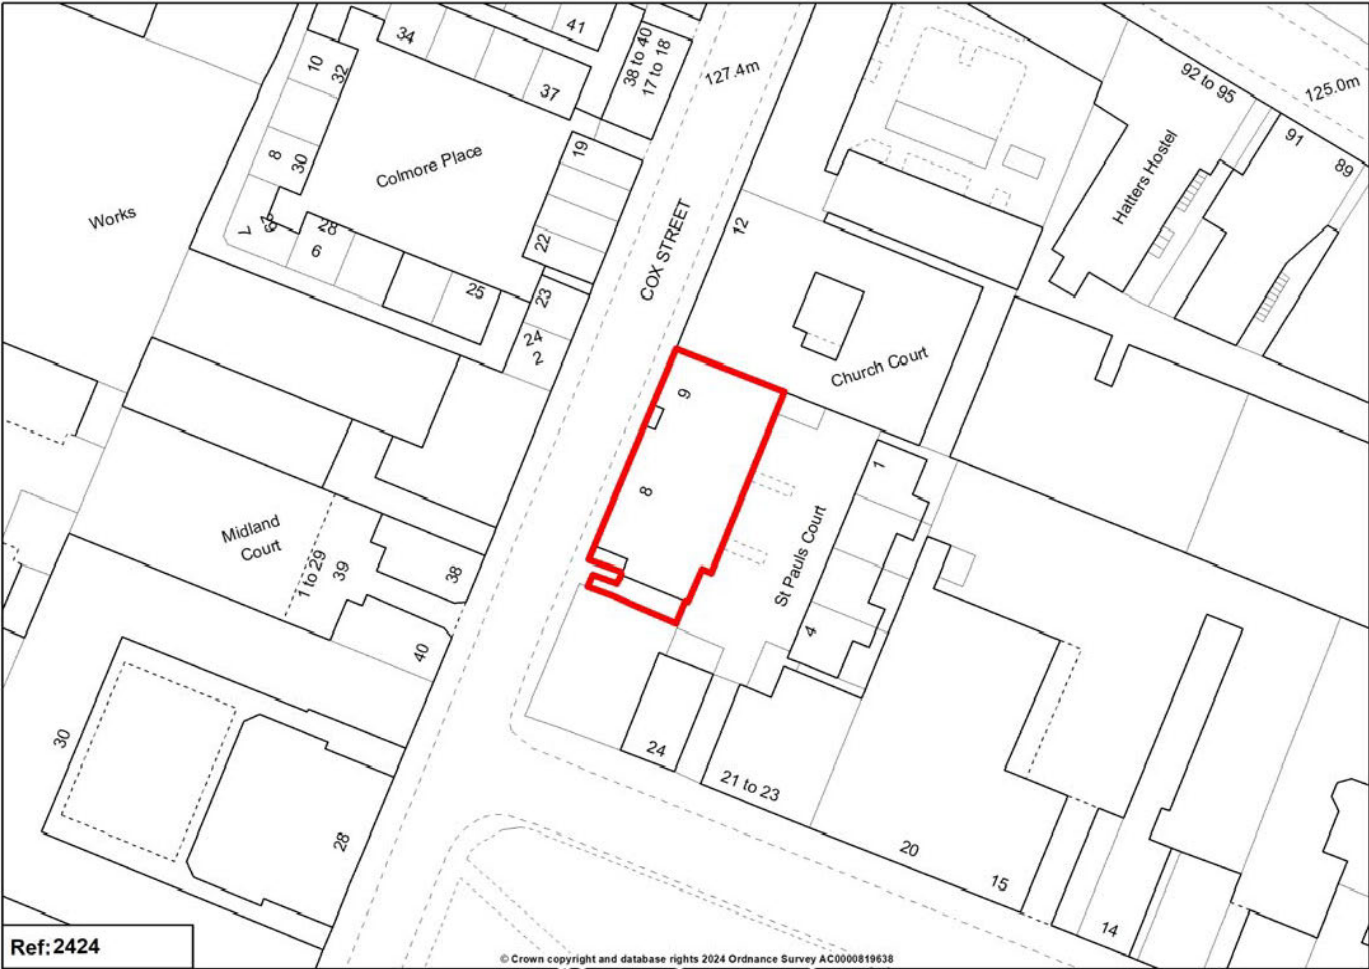 41
34
38 to 40
17 to 18
127.4m
92 to 95
125.0m
10
32
37
91
89
19
8
30
Colmore Place
Hatters Hostel
Works
7
29
28
6
22
12
COX STREET
25
23
24
2
Church Court
9
8
1
Midland
Court
1 to 29
39
38
St Pauls Court
4
40
30
24
21 to 23
28
20
15
14
Ref: 2424
© Crown copyright and database rights 2024 Ordnance Survey AC0000819638